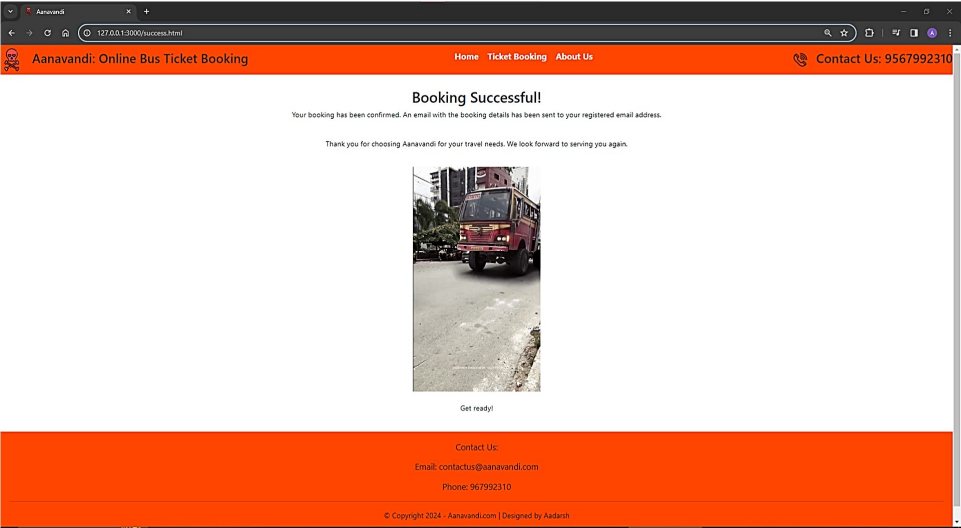 Aanavandi
127.0.0.1:3000/success.html
A
Aanavandi: Online Bus Ticket Booking
Home Ticket Booking About Us
Contact Us: 9567992310
Booking Successful!
Your booking has been confirmed. An email with the booking details has been sent to your registered email address.
Thank you for choosing Aanavandi for your travel needs. We look forward to serving you again.
Get ready!
Contact Us:
Email: contactus@aanavandi.com
Phone: 967992310
© Copyright 2024 - Aanavandi.com | Designed by Aadarsh